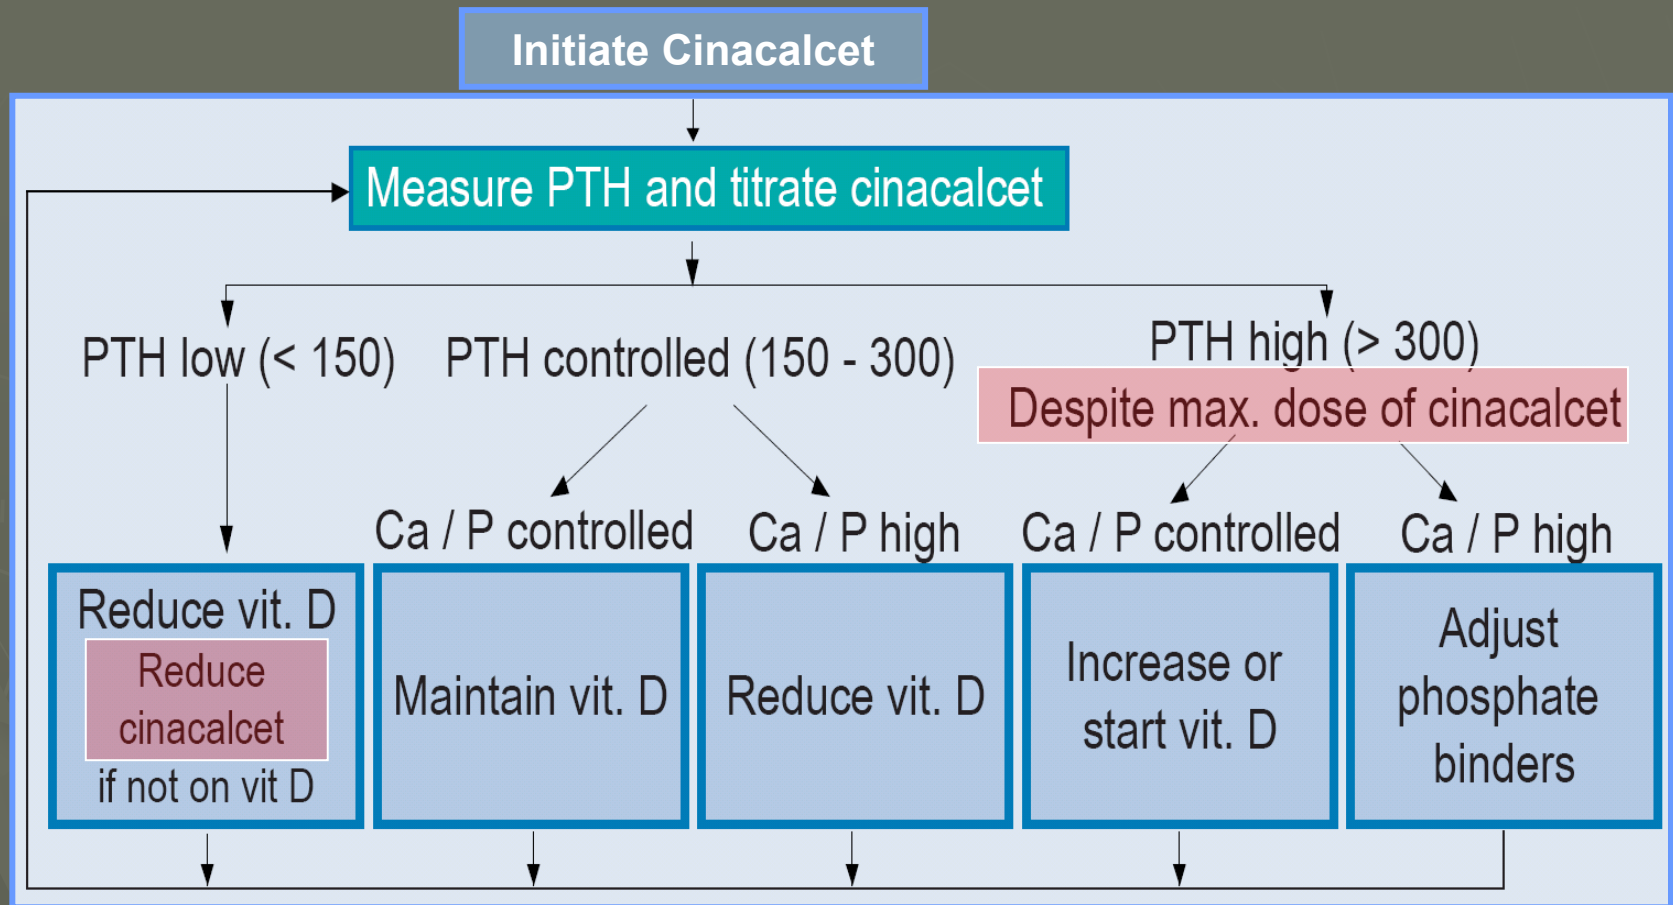 Initiate Cinacalcet
Measure PTH and titrate cinacalcet
PTH low (< 150)
PTH controlled (150 - 300)
PTH high (> 300)
Despite max. dose of cinacalcet
Ca / P controlled
Ca / P high
Ca / P controlled
Ca / P high
Reduce vit. D
Reduce
cinacalcet
if not on vit D
Maintain vit. D
Reduce vit. D
Increase or
start vit. D
Adjust
phosphate
binders